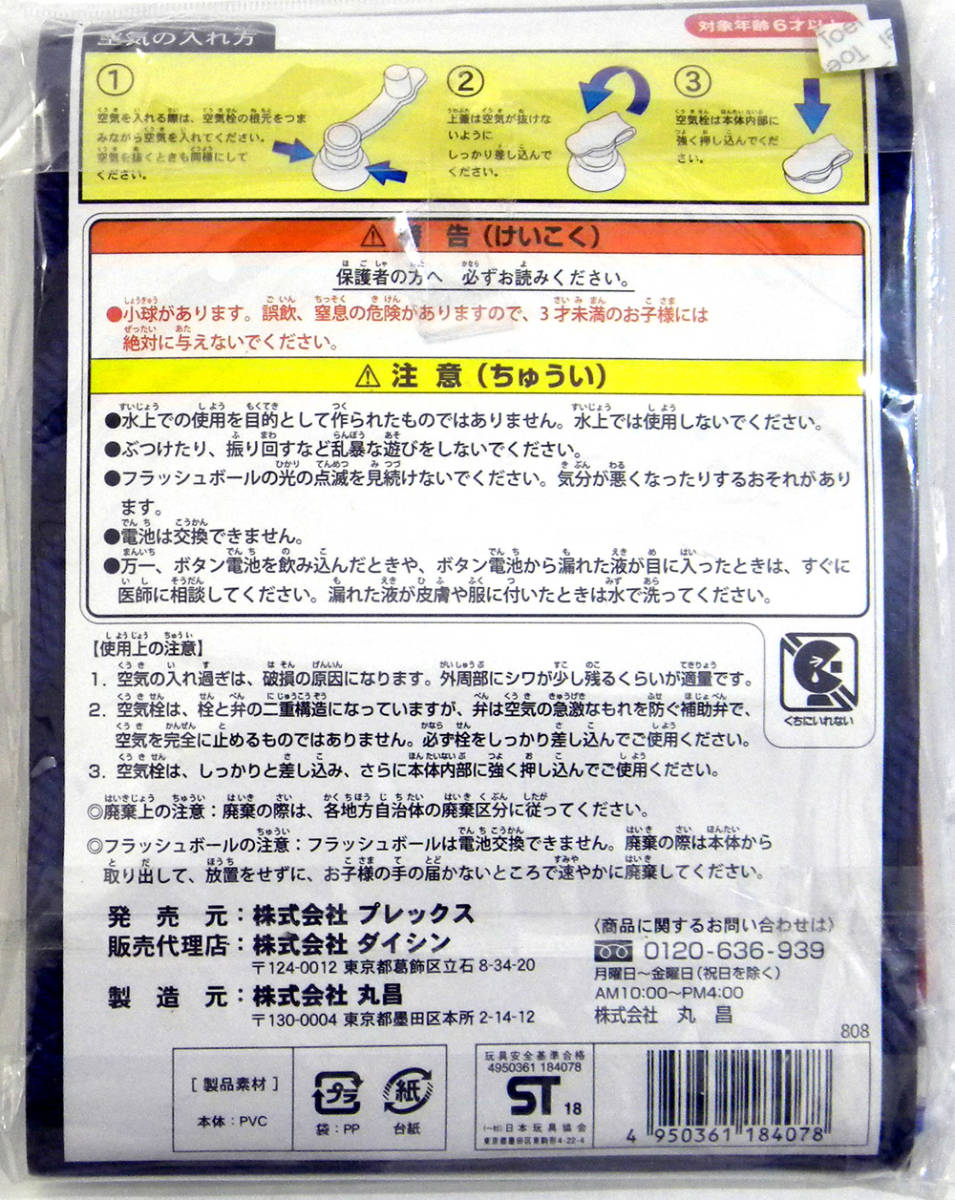 空気の入れ方
対象年齢6才以上
①
空気を入れる際は、空気栓の根元をつま
みながら空気を入れてください。
空気を抜くときも同様にして
ください。
②
上蓋は空気が抜けな
いように
しっかり差し込んで
ください。
③
空気栓は本体内部に
強く押し込んでくだ
さい。
⚠警 告(けいこく)
保護者の方へ 必ずお読みください。
●小球があります。誤飲、窒息の危険がありますので、3才未満のお子様には
絶対に与えないでください。
⚠注 意(ちゅうい)
●水上での使用を目的として作られたものではありません。水上では使用しないでください。
●ぶつけたり、振り回すなど乱暴な遊びをしないでください。
●フラッシュボールの光の点滅を見続けないでください。気分が悪くなったりするおそれがあり
ます。
●電池は交換できません。
●万一、ボタン電池を飲み込んだときや、ボタン電池から漏れた液が目に入ったときは、すぐに
医師に相談してください。漏れた液が皮膚や服に付いたときは水で洗ってください。
【使用上の注意】
1. 空気の入れ過ぎは、破損の原因になります。外周部にシワが少し残るくらいが適量です。
2. 空気栓は、栓と弁の二重構造になっていますが、弁は空気の急激なもれを防ぐ補助弁で、
空気を完全に止めるものではありません。必ず栓をしっかり差し込んでご使用ください。
3. 空気栓は、しっかりと差し込み、さらに本体内部に強く押し込んでご使用ください。
くちにいれない
◎廃棄上の注意:廃棄の際は、各地方自治体の廃棄区分に従ってください。
◎フラッシュボールの注意:フラッシュボールは電池交換できません。廃棄の際は本体から
取り出して、放置をせずに、お子様の手の届かないところで速やかに廃棄してください。
発 売 元:株式会社 プレックス
販売代理店:株式会社 ダイシン
〒124-0012 東京都葛飾区立石 8-34-20
製 造 元:株式会社 丸昌
〒130-0004 東京都墨田区本所 2-14-12
〈商品に関するお問い合わせは〉
0120-636-939
月曜日〜金曜日(祝日を除く)
AM10:00〜PM4:00
株式会社 丸 昌
808
[製品素材]
本体:PVC
プラ
袋:PP
紙
台紙
玩具安全基準合格
4950361 184078
ST 18
(一社)日本玩具協会
東京都墨田区東駒形4-22-4
4 950361 184078